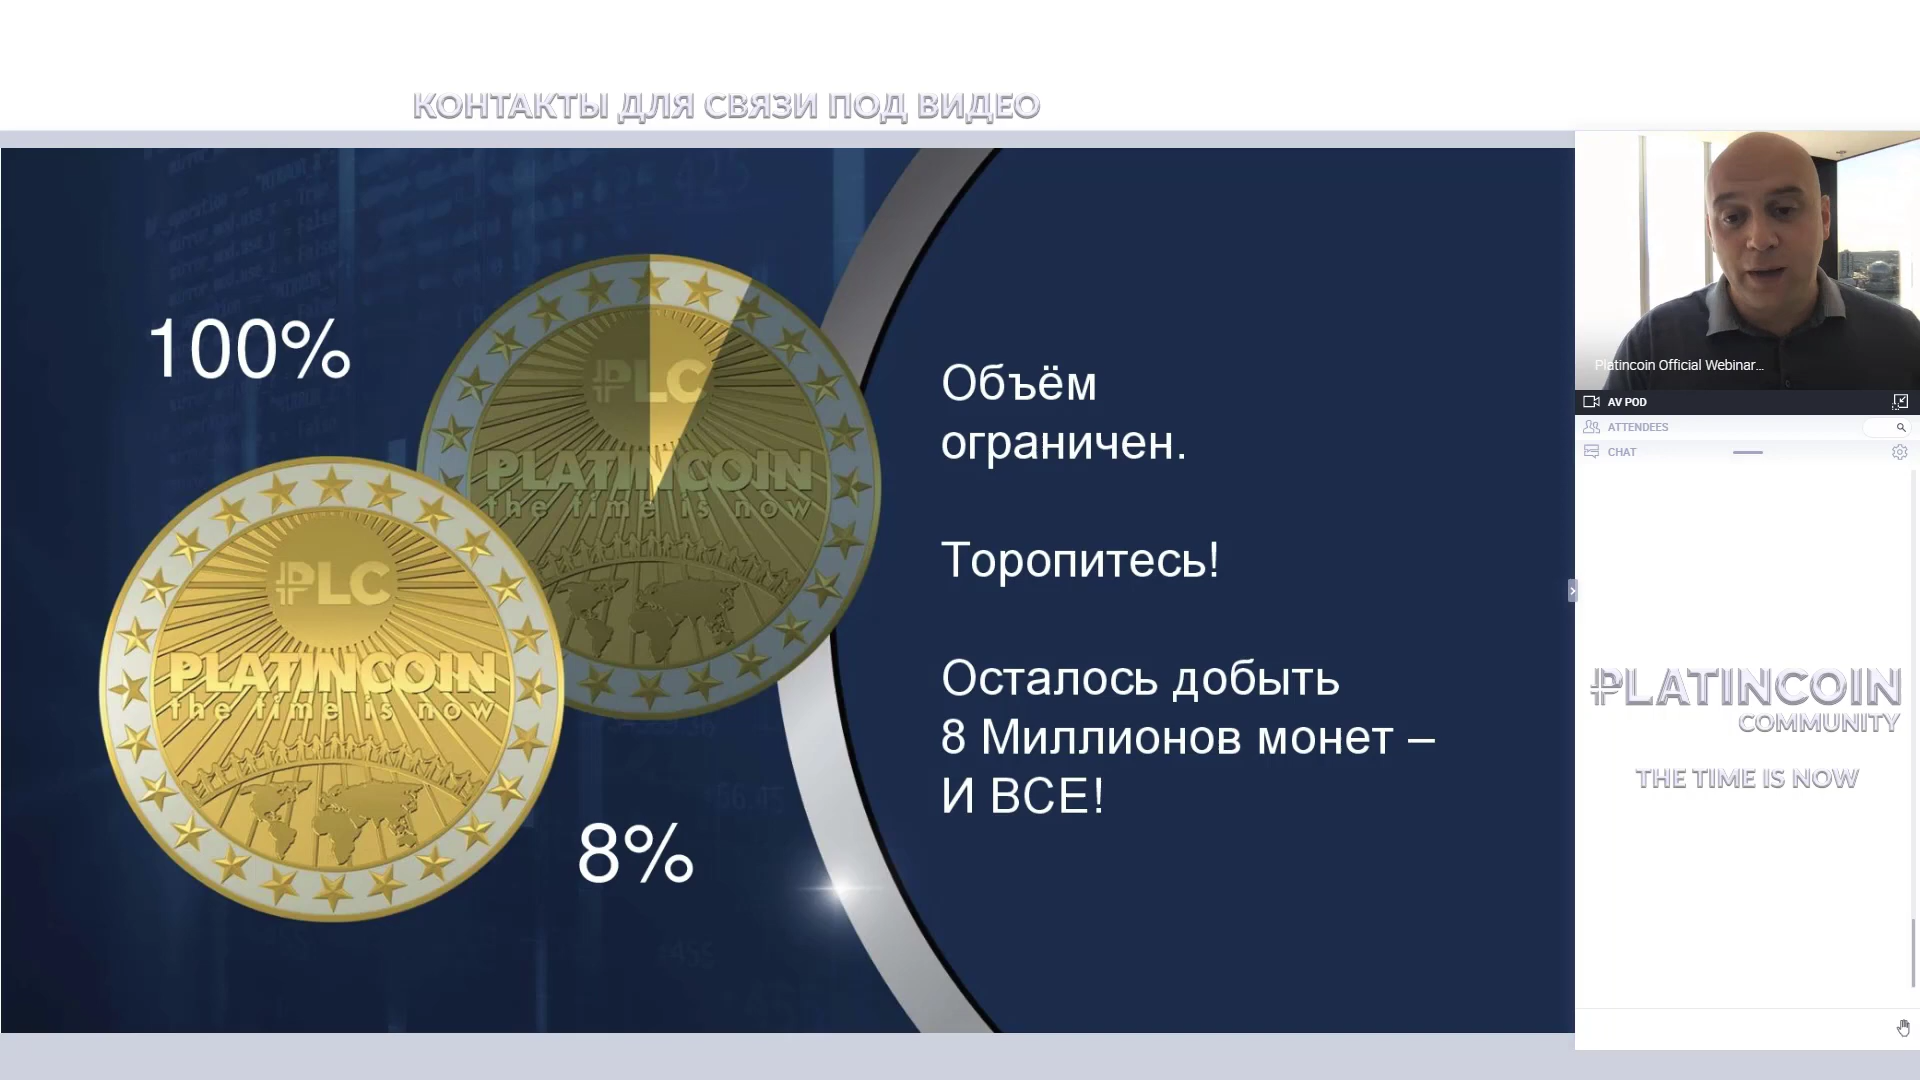 КОНТАКТЫ ДЛЯ СВЯЗИ ПОД ВИДЕО
100%
PLC
PLATINCOIN
the time is now
PLC
PLATINCOIN
the time is now
8%
Объём
ограничен.
Торопитесь!
Осталось добыть
8 Миллионов монет –
И ВСЕ!
Platincoin Official Webinar...
AV POD
ATTENDEES
CHAT
PLATINCOIN
COMMUNITY
THE TIME IS NOW